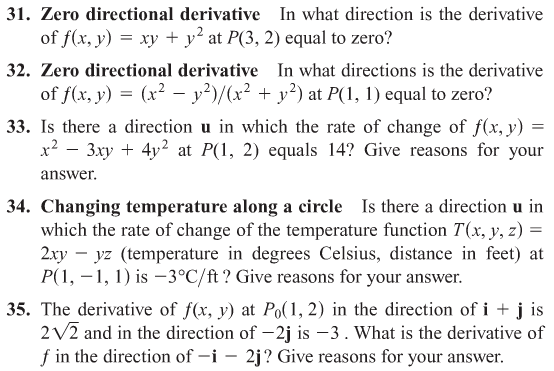 31. Zero directional derivative In what direction is the derivative
of f(x, y) = xy + y² at P(3, 2) equal to zero?
32. Zero directional derivative In what directions is the derivative
of f(x, y) = (x² − y²)/(x² + y²) at P(1, 1) equal to zero?
33. Is there a direction u in which the rate of change of f(x, y) =
x² − 3xy + 4y² at P(1, 2) equals 14? Give reasons for your
answer.
34. Changing temperature along a circle Is there a direction u in
which the rate of change of the temperature function T(x, y, z) =
2xy − yz (temperature in degrees Celsius, distance in feet) at
P(1, −1, 1) is −3°C/ft? Give reasons for your answer.
35. The derivative of f(x, y) at P₀(1, 2) in the direction of i + j is
2√2 and in the direction of −2j is −3. What is the derivative of
f in the direction of −i − 2j? Give reasons for your answer.